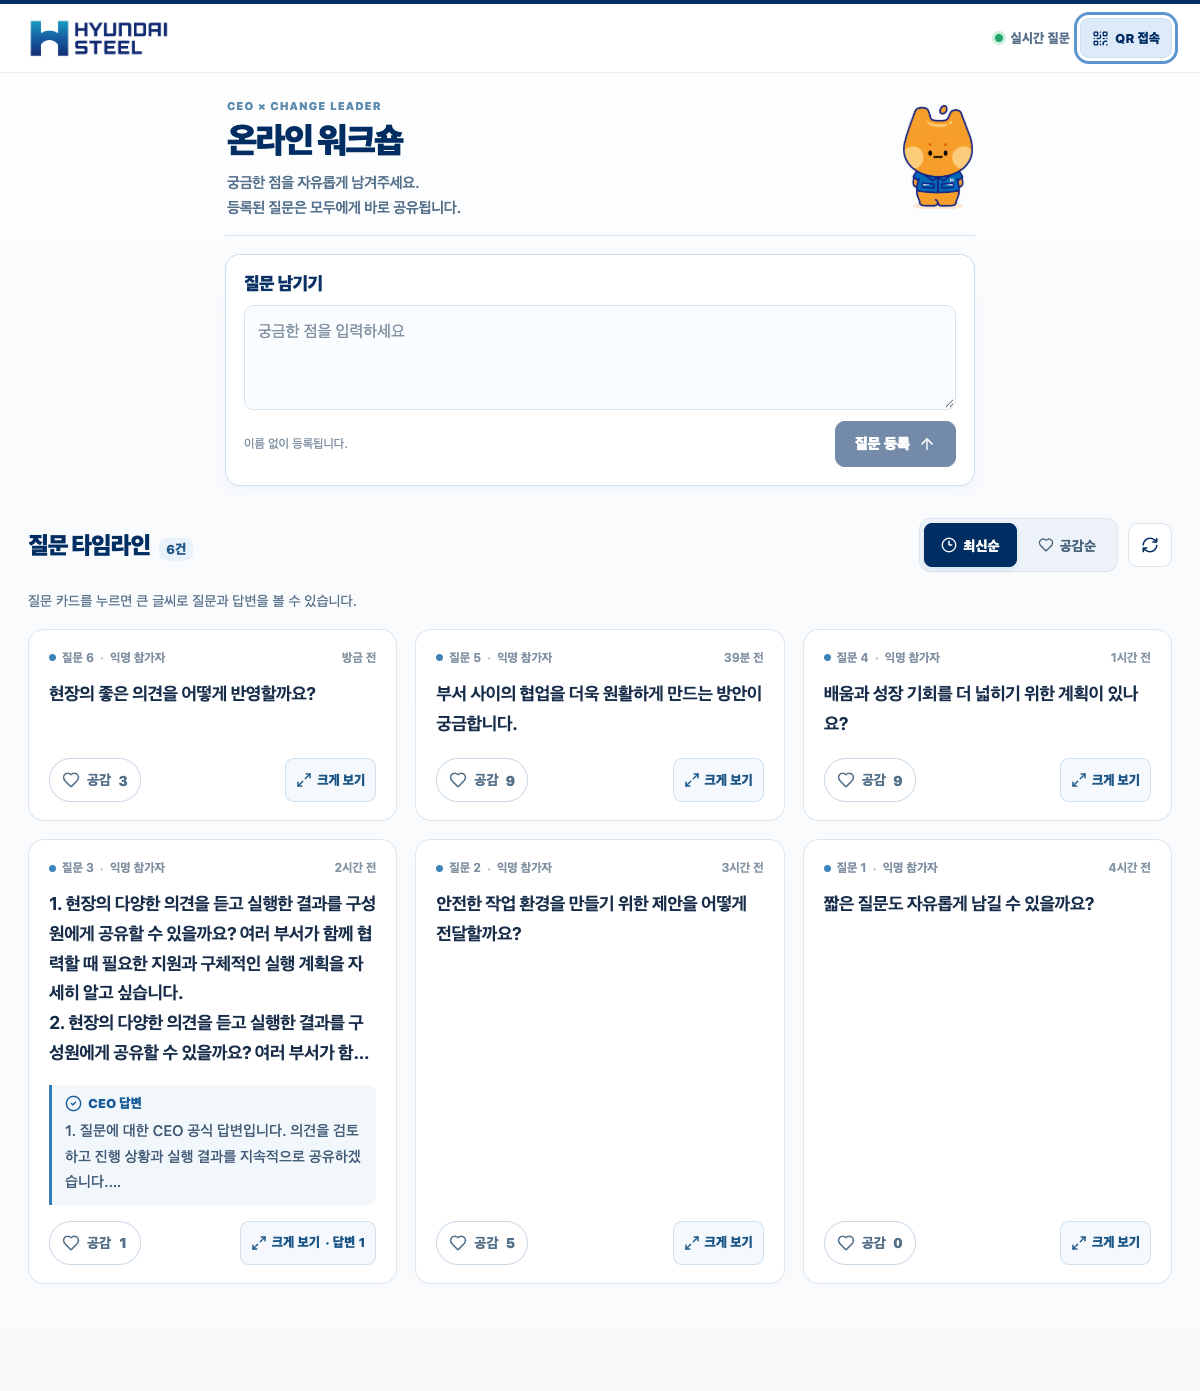 HYUNDAI
STEEL
실시간 질문
QR 접속
CEO × CHANGE LEADER
온라인 워크숍
궁금한 점을 자유롭게 남겨주세요.
등록된 질문은 모두에게 바로 공유됩니다.
질문 남기기
궁금한 점을 입력하세요
이름 없이 등록됩니다.
질문 등록
질문 타임라인 6건
최신순
공감순
질문 카드를 누르면 큰 글씨로 질문과 답변을 볼 수 있습니다.
질문 6 · 익명 참가자 방금 전
현장의 좋은 의견을 어떻게 반영할까요?
공감 3
크게 보기
질문 5 · 익명 참가자 39분 전
부서 사이의 협업을 더욱 원활하게 만드는 방안이
궁금합니다.
공감 9
크게 보기
질문 4 · 익명 참가자 1시간 전
배움과 성장 기회를 더 넓히기 위한 계획이 있나
요?
공감 9
크게 보기
질문 3 · 익명 참가자 2시간 전
1. 현장의 다양한 의견을 듣고 실행한 결과를 구성
원에게 공유할 수 있을까요? 여러 부서가 함께 협
력할 때 필요한 지원과 구체적인 실행 계획을 자
세히 알고 싶습니다.
2. 현장의 다양한 의견을 듣고 실행한 결과를 구
성원에게 공유할 수 있을까요? 여러 부서가 함...
CEO 답변
1. 질문에 대한 CEO 공식 답변입니다. 의견을 검토
하고 진행 상황과 실행 결과를 지속적으로 공유하겠
습니다....
공감 1
크게 보기 · 답변 1
질문 2 · 익명 참가자 3시간 전
안전한 작업 환경을 만들기 위한 제안을 어떻게
전달할까요?
공감 5
크게 보기
질문 1 · 익명 참가자 4시간 전
짧은 질문도 자유롭게 남길 수 있을까요?
공감 0
크게 보기